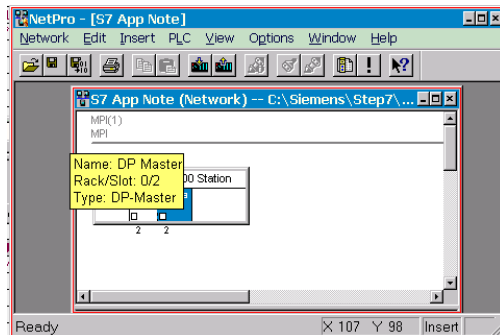 NetPro - [S7 App Note]
Network Edit Insert PLC View Options Window Help
S7 App Note (Network) -- C:\Siemens\Step7\...
MPI(1)
MPI
Name: DP Master
Rack/Slot: 0/2
Type: DP-Master
00 Station
2 2
Ready X 107 Y 98 Insert